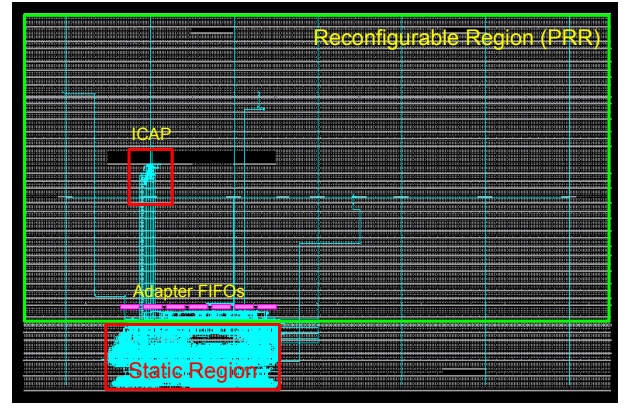 Reconfigurable Region (PRR)
ICAP
Adapter FIFOs
Static Region